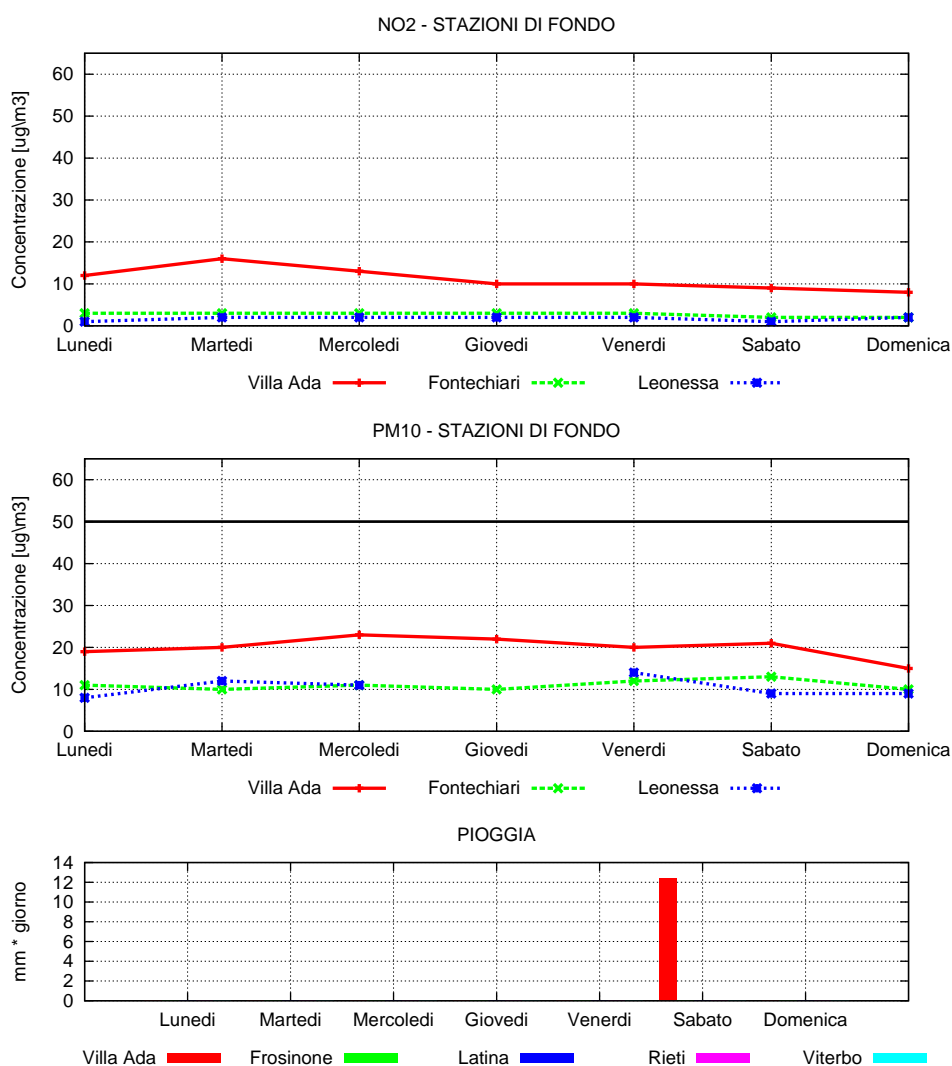 NO2 - STAZIONI DI FONDO
Concentrazione [ug\m3]
60
50
40
30
20
10
0
Lunedi Martedi Mercoledi Giovedi Venerdi Sabato Domenica
Villa Ada Fontechiari Leonessa
PM10 - STAZIONI DI FONDO
Concentrazione [ug\m3]
60
50
40
30
20
10
0
Lunedi Martedi Mercoledi Giovedi Venerdi Sabato Domenica
Villa Ada Fontechiari Leonessa
PIOGGIA
mm * giorno
14
12
10
8
6
4
2
0
Lunedi Martedi Mercoledi Giovedi Venerdi Sabato Domenica
Villa Ada Frosinone Latina Rieti Viterbo